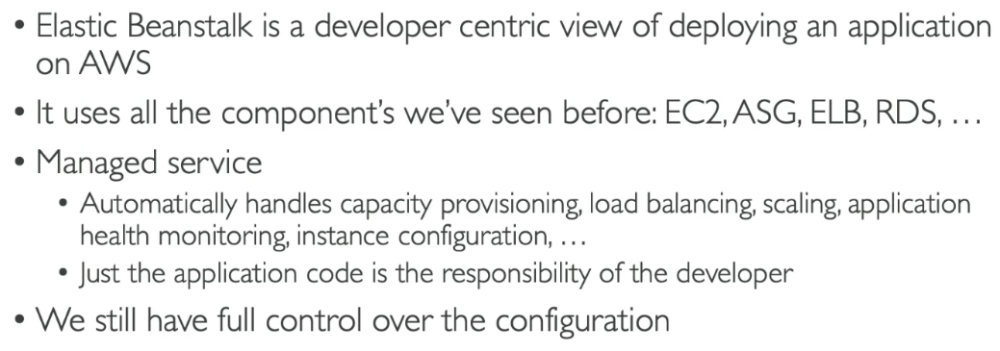 • Elastic Beanstalk is a developer centric view of deploying an application
on AWS
• It uses all the component's we've seen before: EC2, ASG, ELB, RDS, …
• Managed service
• Automatically handles capacity provisioning, load balancing, scaling, application
health monitoring, instance configuration, …
• Just the application code is the responsibility of the developer
• We still have full control over the configuration